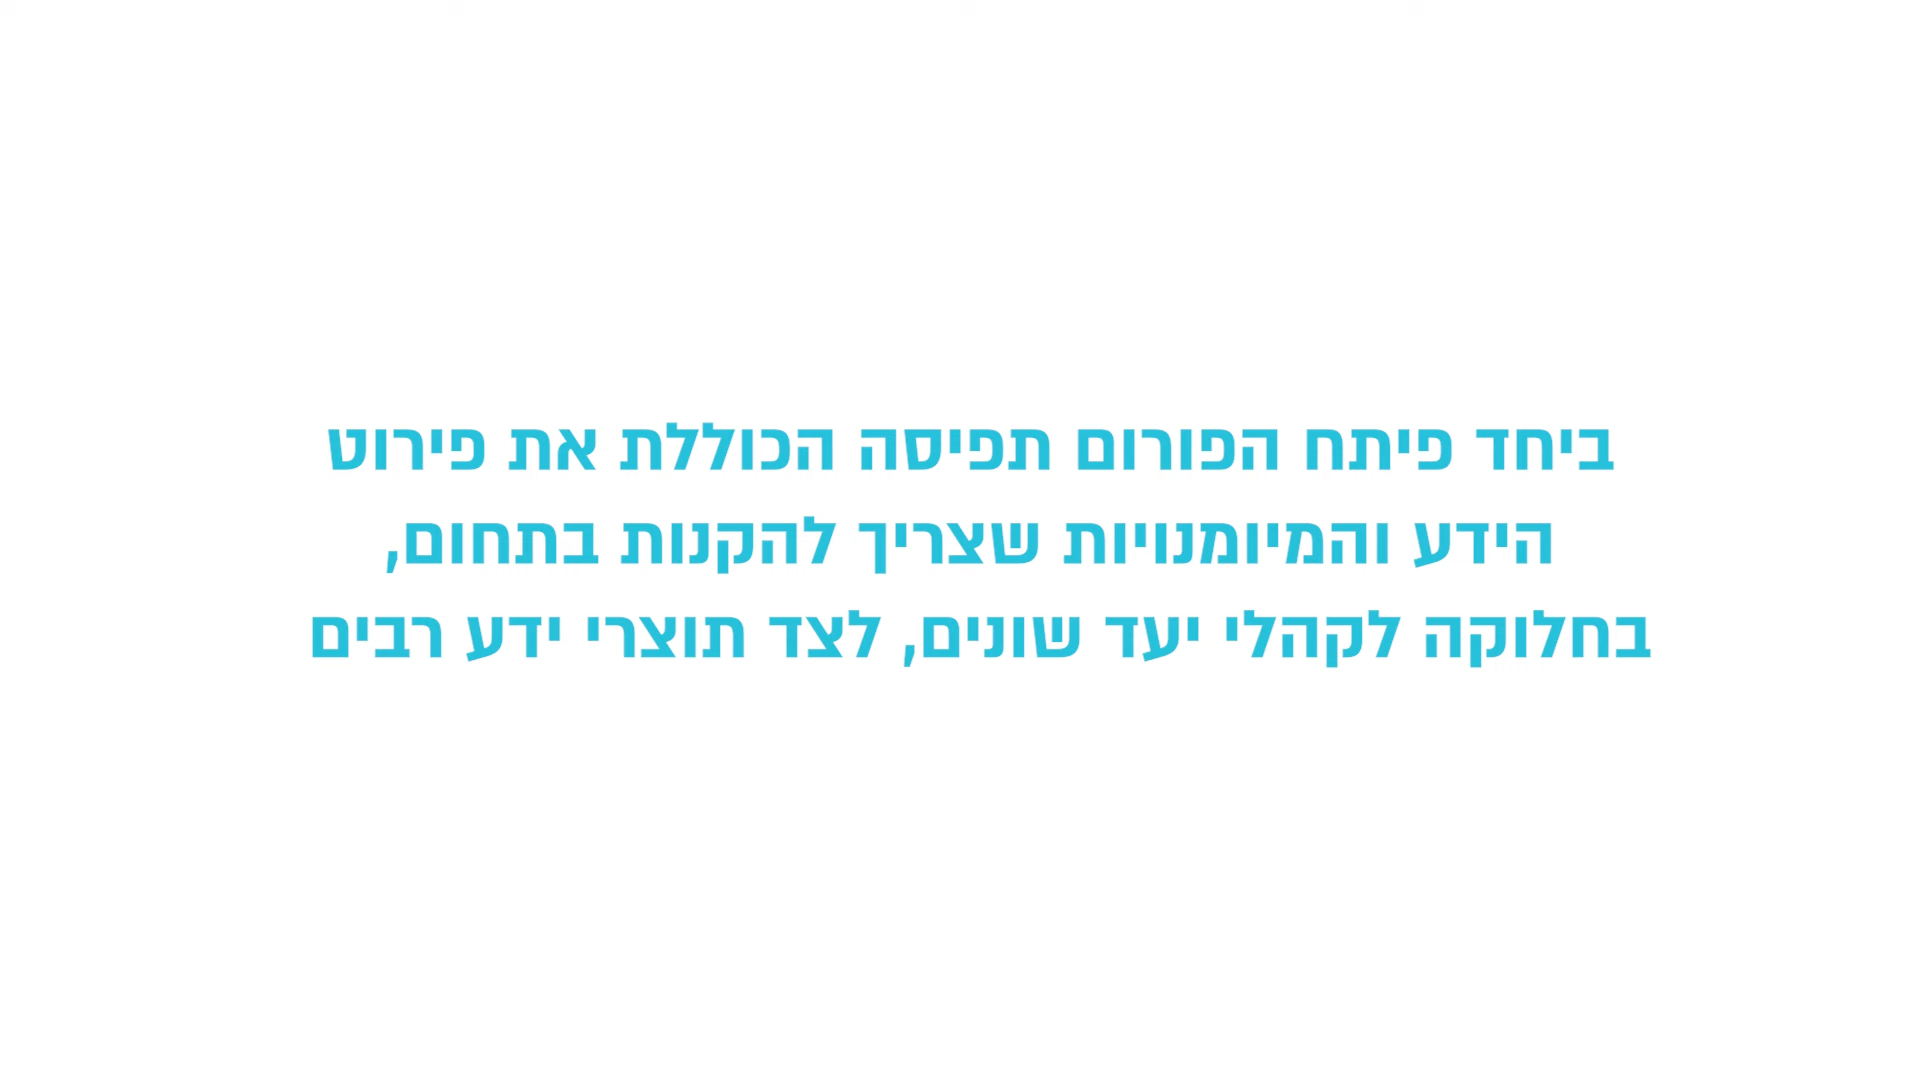 ביחד פיתח הפורום תפיסה הכוללת את פירוט
הידע והמיומנויות שצריך להקנות בתחום,
בחלוקה לקהלי יעד שונים, לצד תוצרי ידע רבים